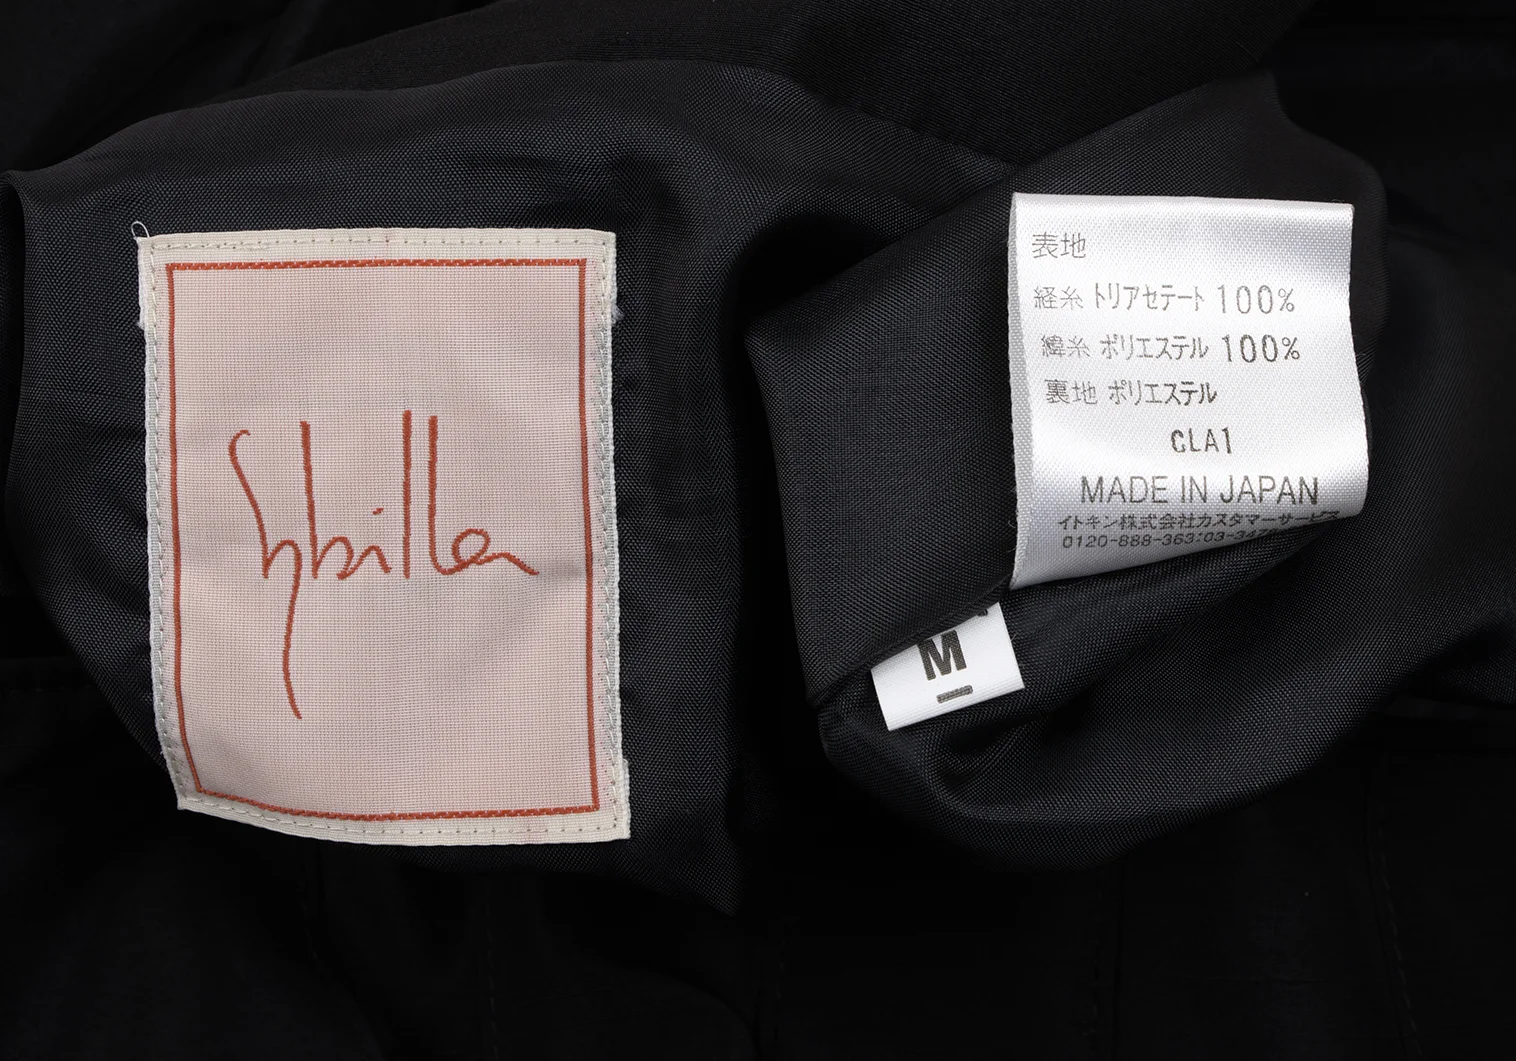 Sybilla
表地
経糸 トリアセテート 100%
緯糸 ポリエステル 100%
裏地 ポリエステル
CLA1
MADE IN JAPAN
イトキン株式会社カスタマーサービス
0120-888-363:03-347
M